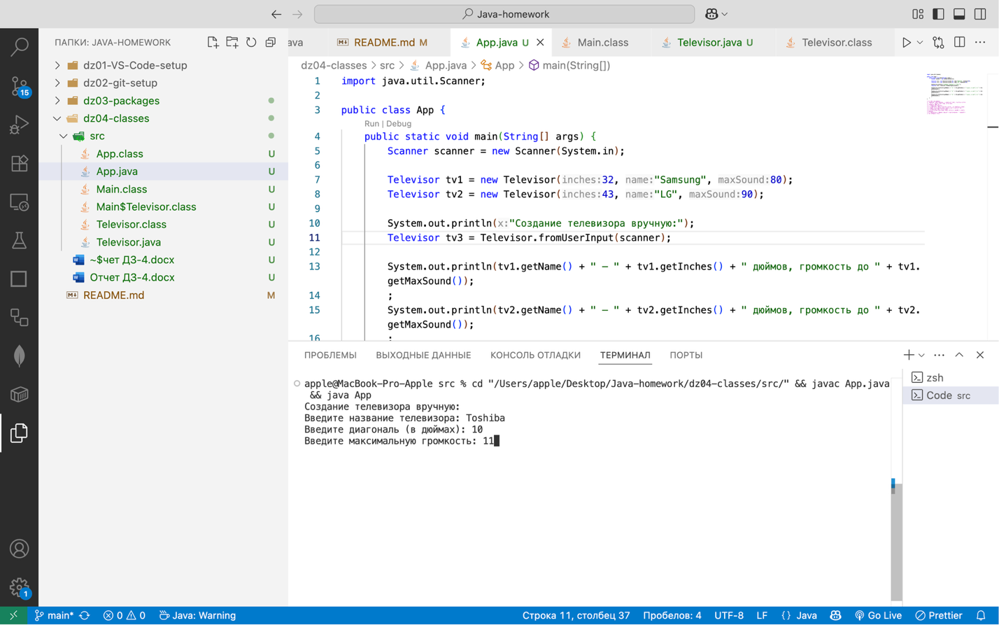 Java-homework
ПАПКИ: JAVA-HOMEWORK
ava
README.md M
App.java U
Main.class
Televisor.java U
Televisor.class
dz04-classes > src > App.java > App > main(String[])
15
dz01-VS-Code-setup
dz02-git-setup
dz03-packages
dz04-classes
src
App.class U
App.java U
Main.class U
Main$Televisor.class U
Televisor.class U
Televisor.java U
~$чет ДЗ-4.docx U
Отчет ДЗ-4.docx U
README.md M
1 import java.util.Scanner;
2
3 public class App {
Run | Debug
4 public static void main(String[] args) {
5 Scanner scanner = new Scanner(System.in);
6
7 Televisor tv1 = new Televisor(inches:32, name:"Samsung", maxSound:80);
8 Televisor tv2 = new Televisor(inches:43, name:"LG", maxSound:90);
9
10 System.out.println(x:"Создание телевизора вручную:");
11 Televisor tv3 = Televisor.fromUserInput(scanner);
12
13 System.out.println(tv1.getName() + " — " + tv1.getInches() + " дюймов, громкость до " + tv1.
getMaxSound());
14 ;
15 System.out.println(tv2.getName() + " — " + tv2.getInches() + " дюймов, громкость до " + tv2.
getMaxSound());
16 ;
ПРОБЛЕМЫ
ВЫХОДНЫЕ ДАННЫЕ
КОНСОЛЬ ОТЛАДКИ
ТЕРМИНАЛ
ПОРТЫ
apple@MacBook-Pro-Apple src % cd "/Users/apple/Desktop/Java-homework/dz04-classes/src/" && javac App.java
&& java App
Создание телевизора вручную:
Введите название телевизора: Toshiba
Введите диагональ (в дюймах): 10
Введите максимальную громкость: 11
zsh
Code src
1
main*
0
0
Java: Warning
Строка 11, столбец 37
Пробелов: 4
UTF-8
LF
{} Java
Go Live
Prettier